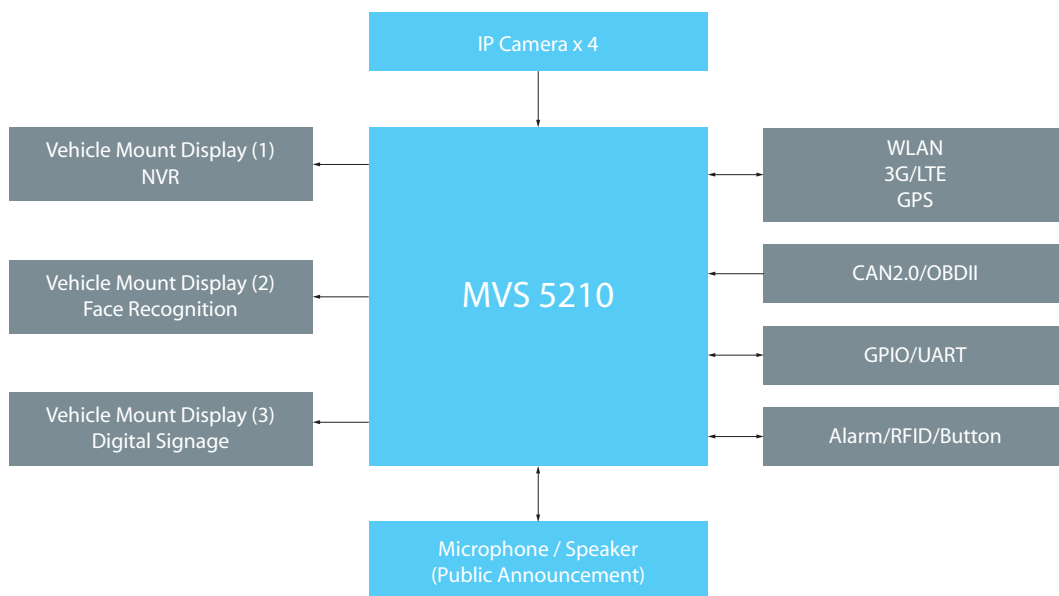 IP Camera x 4
Vehicle Mount Display (1)
NVR
Vehicle Mount Display (2)
Face Recognition
Vehicle Mount Display (3)
Digital Signage
MVS 5210
WLAN
3G/LTE
GPS
CAN2.0/OBDII
GPIO/UART
Alarm/RFID/Button
Microphone / Speaker
(Public Announcement)